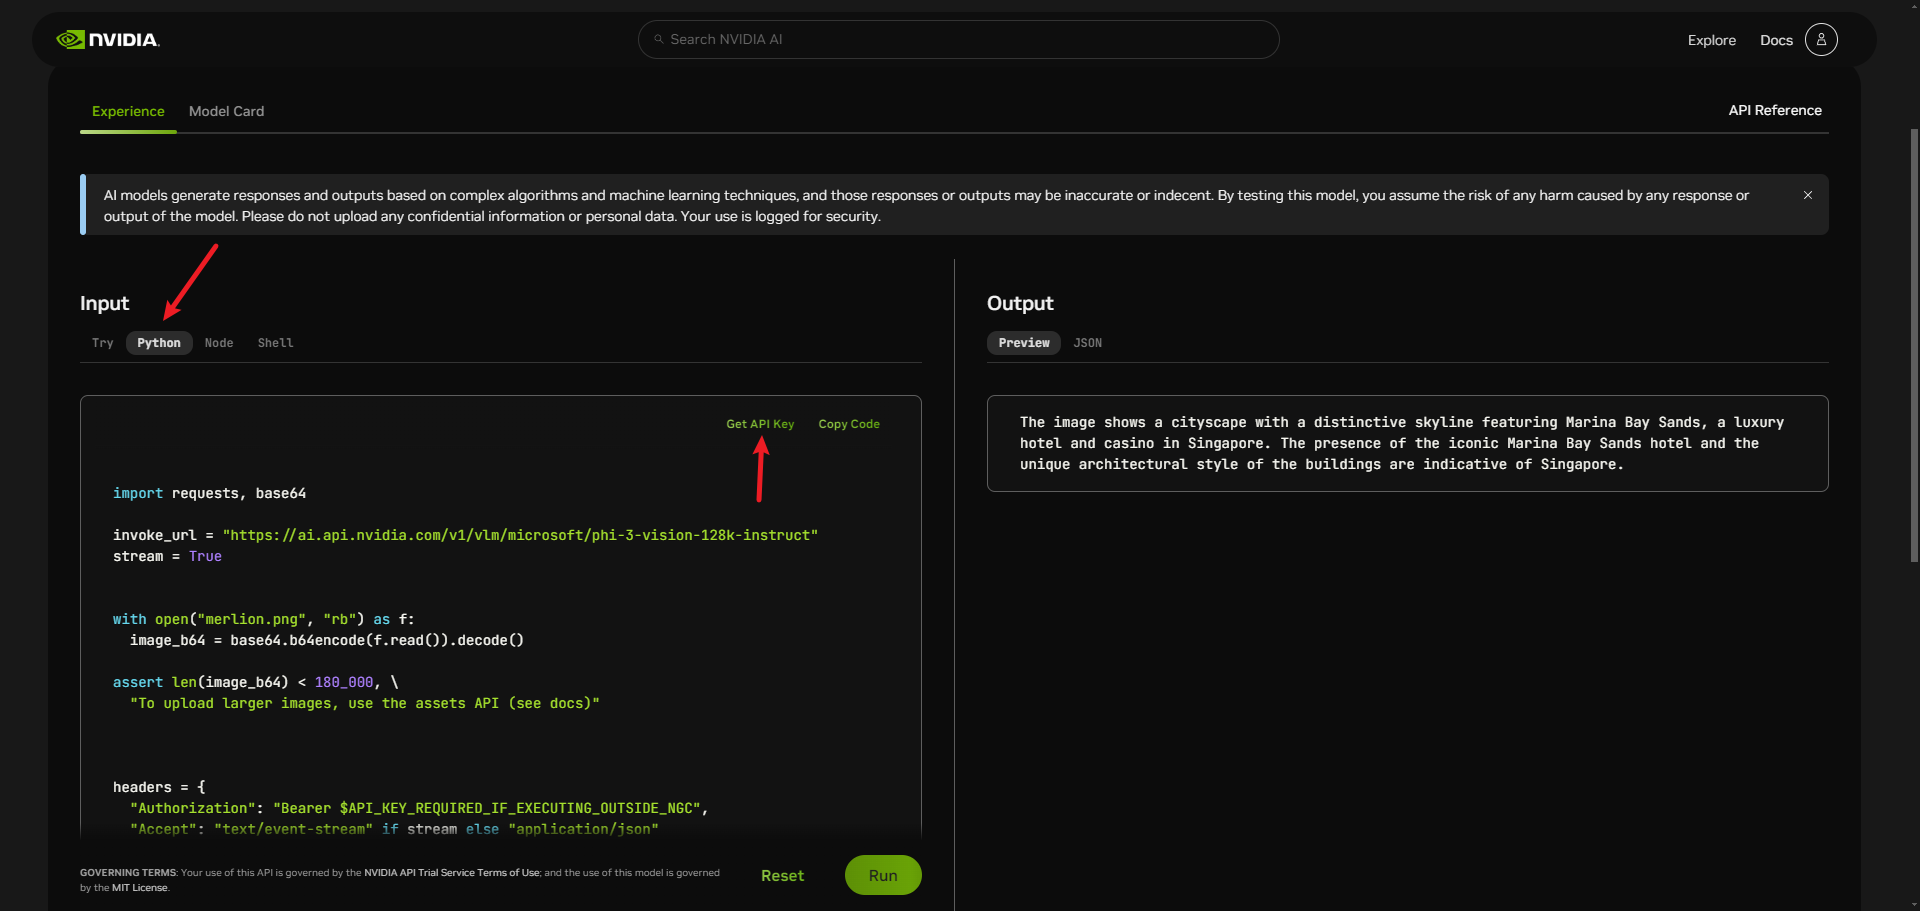 NVIDIA.
Search NVIDIA AI
Explore
Docs
Experience
Model Card
API Reference
AI models generate responses and outputs based on complex algorithms and machine learning techniques, and those responses or outputs may be inaccurate or indecent. By testing this model, you assume the risk of any harm caused by any response or
output of the model. Please do not upload any confidential information or personal data. Your use is logged for security.
Input
Try
Python
Node
Shell
Get API Key
Copy Code
import requests, base64
invoke_url = "https://ai.api.nvidia.com/v1/vlm/microsoft/phi-3-vision-128k-instruct"
stream = True
with open("merlion.png", "rb") as f:
  image_b64 = base64.b64encode(f.read()).decode()
assert len(image_b64) < 180_000, \
  "To upload larger images, use the assets API (see docs)"
headers = {
  "Authorization": "Bearer $API_KEY_REQUIRED_IF_EXECUTING_OUTSIDE_NGC",
  "Accept": "text/event-stream" if stream else "application/json"
GOVERNING TERMS: Your use of this API is governed by the NVIDIA API Trial Service Terms of Use; and the use of this model is governed
by the MIT License.
Reset
Run
Output
Preview
JSON
The image shows a cityscape with a distinctive skyline featuring Marina Bay Sands, a luxury
hotel and casino in Singapore. The presence of the iconic Marina Bay Sands hotel and the
unique architectural style of the buildings are indicative of Singapore.